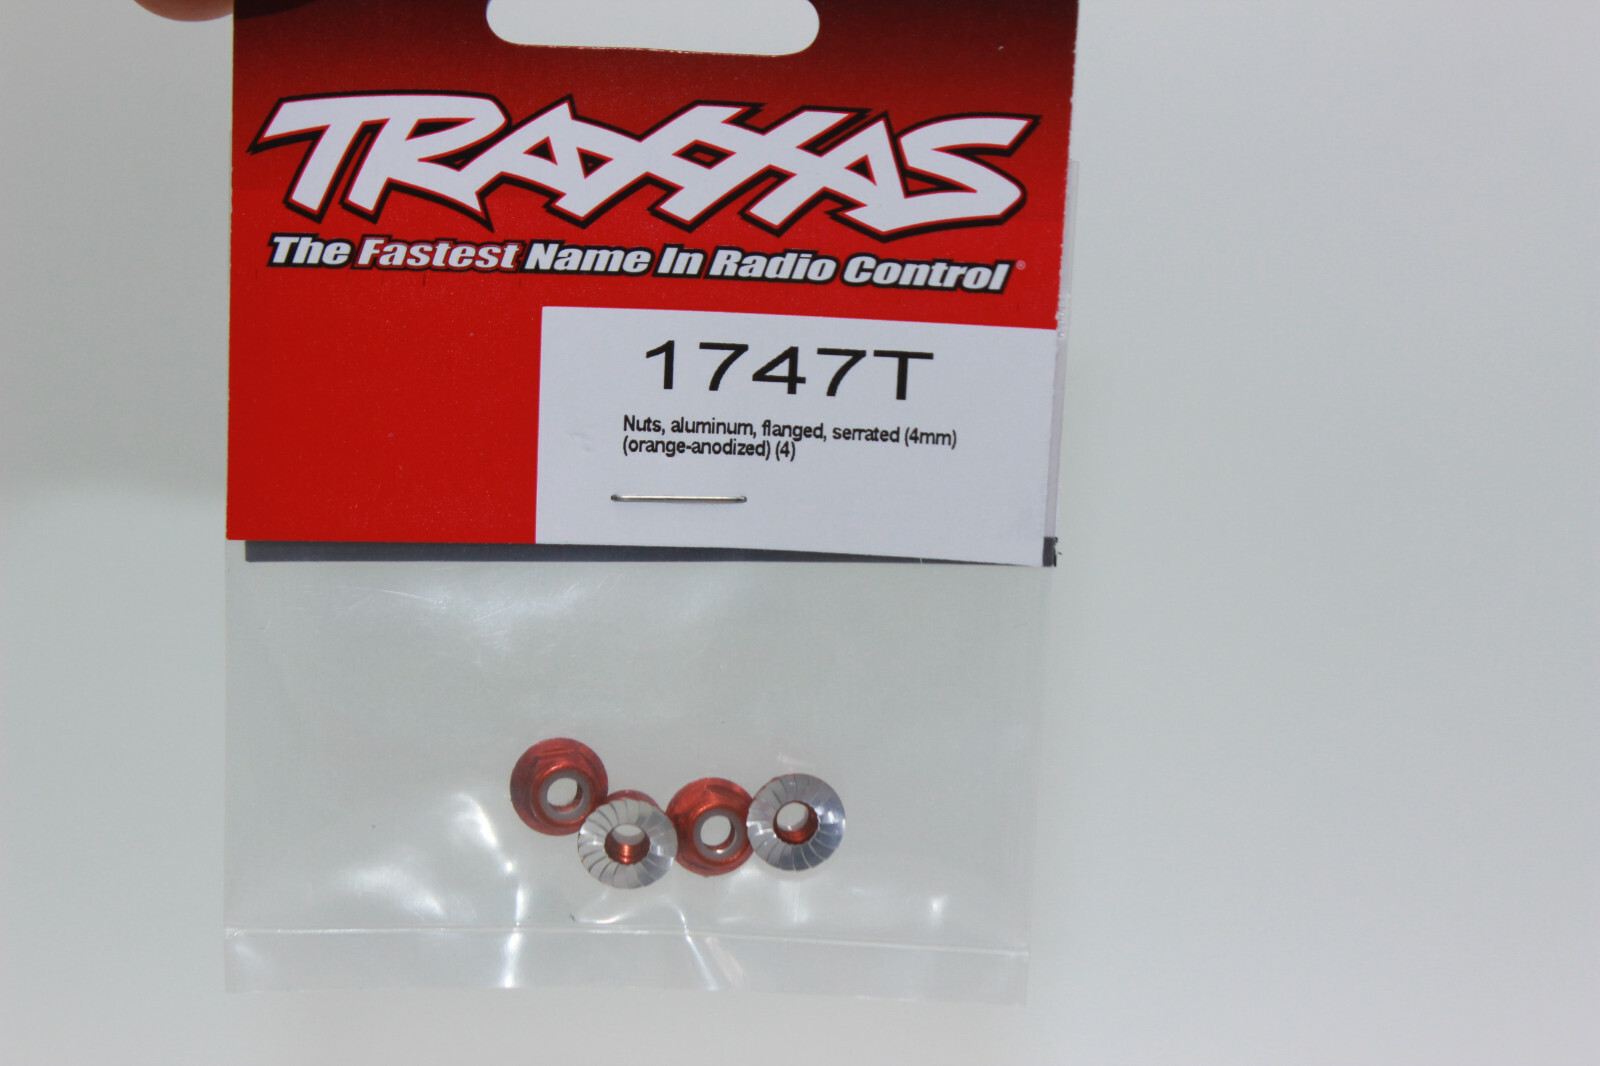 TRAXXAS
The Fastest Name In Radio Control®
1747T
Nuts, aluminum, flanged, serrated (4mm)
(orange-anodized) (4)